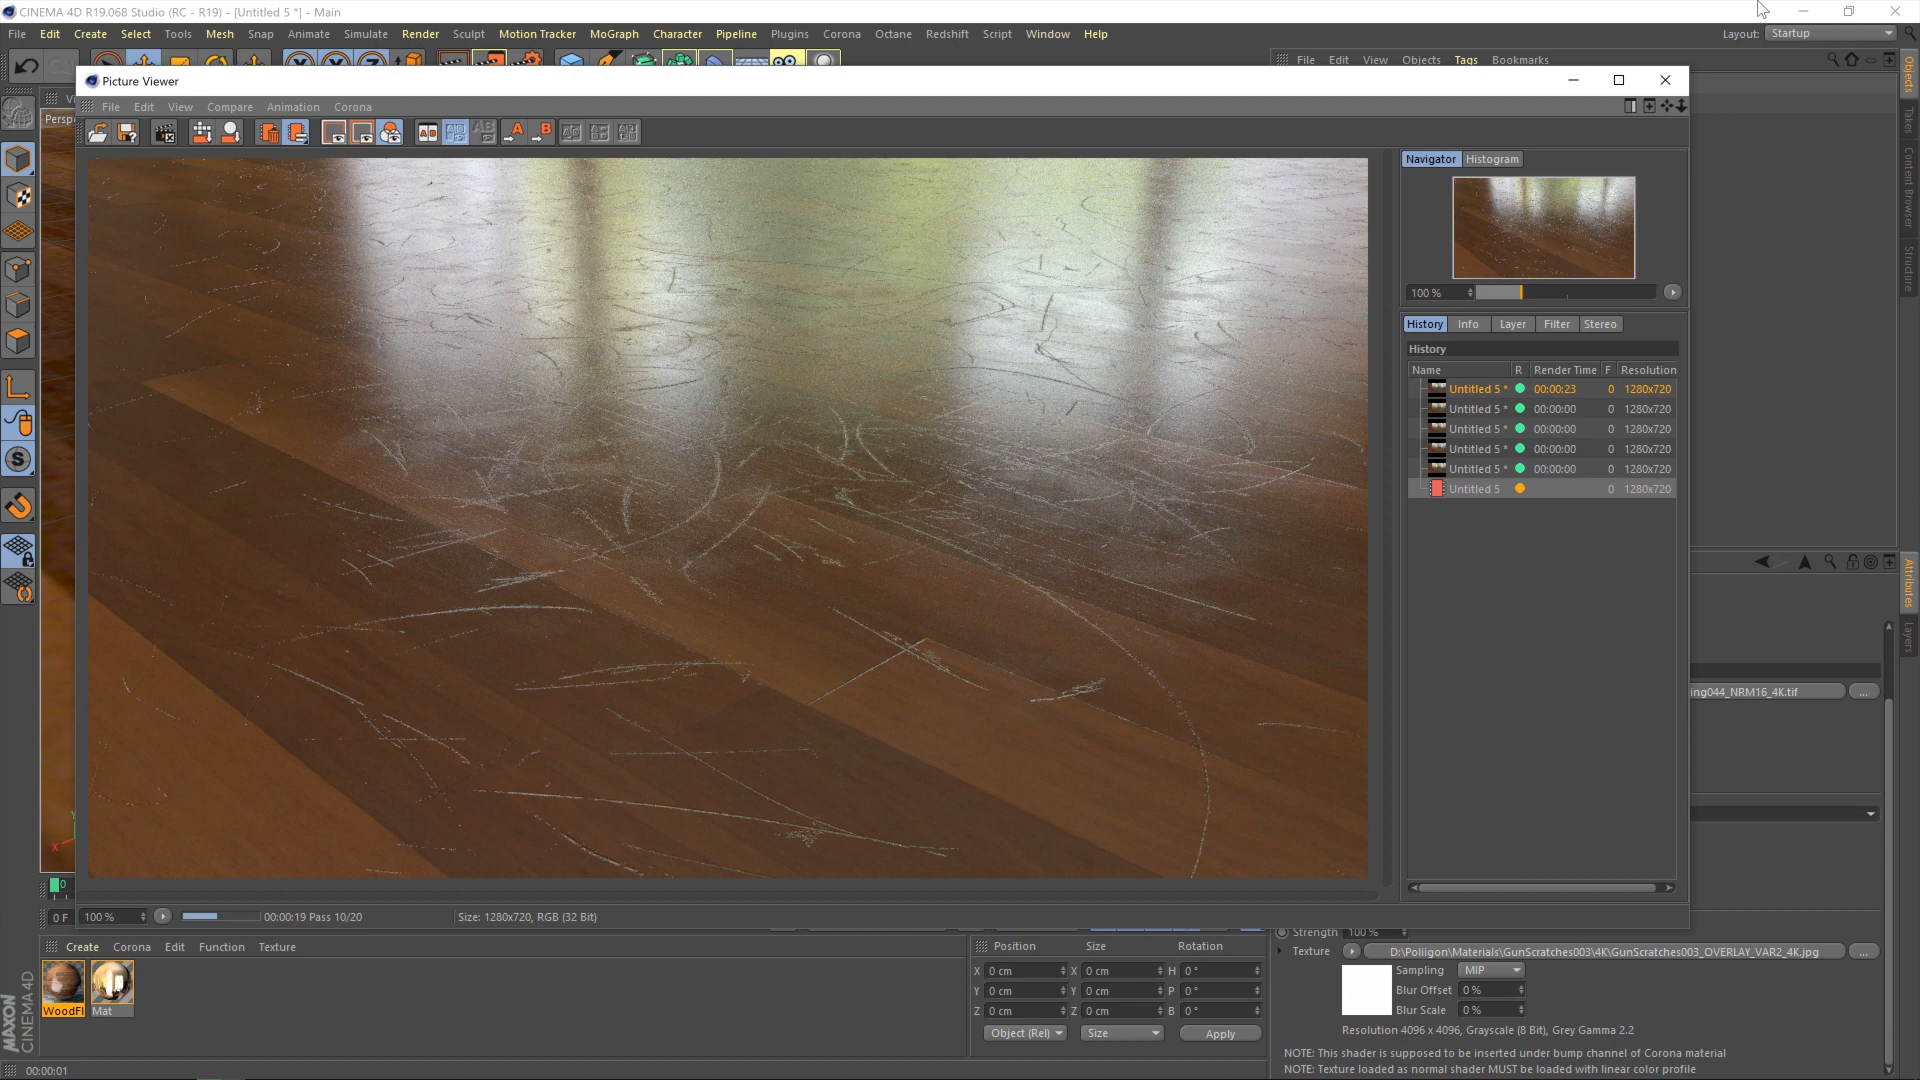 CINEMA 4D R19.068 Studio (RC - R19) - [Untitled 5 *] - Main
File Edit Create Select Tools Mesh Snap Animate Simulate Render Sculpt Motion Tracker MoGraph Character Pipeline Plugins Corona Octane Redshift Script Window Help
Layout: Startup
File Edit View Objects Tags Bookmarks
Picture Viewer
File Edit View Compare Animation Corona
Persp
Objects
Takes
Content Browser
Structure
Navigator Histogram
100 %
History Info Layer Filter Stereo
History
Name R Render Time F Resolution
Untitled 5 * 00:00:23 0 1280x720
Untitled 5 * 00:00:00 0 1280x720
Untitled 5 * 00:00:00 0 1280x720
Untitled 5 * 00:00:00 0 1280x720
Untitled 5 * 00:00:00 0 1280x720
Untitled 5 0 1280x720
Attributes
Layers
ing044_NRM16_4K.tif ...
0
0 F 100 % 00:00:19 Pass 10/20 Size: 1280x720, RGB (32 Bit)
Create Corona Edit Function Texture
WoodFl Mat
Position Size Rotation
X 0 cm X 0 cm H 0 °
Y 0 cm Y 0 cm P 0 °
Z 0 cm Z 0 cm B 0 °
Object (Rel) Size Apply
Strength 100 %
Texture D:\Poliigon\Materials\GunScratches003\4K\GunScratches003_OVERLAY_VAR2_4K.jpg ...
Sampling MIP
Blur Offset 0 %
Blur Scale 0 %
Resolution 4096 x 4096, Grayscale (8 Bit), Grey Gamma 2.2
NOTE: This shader is supposed to be inserted under bump channel of Corona material
NOTE: Texture loaded as normal shader MUST be loaded with linear color profile
MAXON
CINEMA 4D
00:00:01